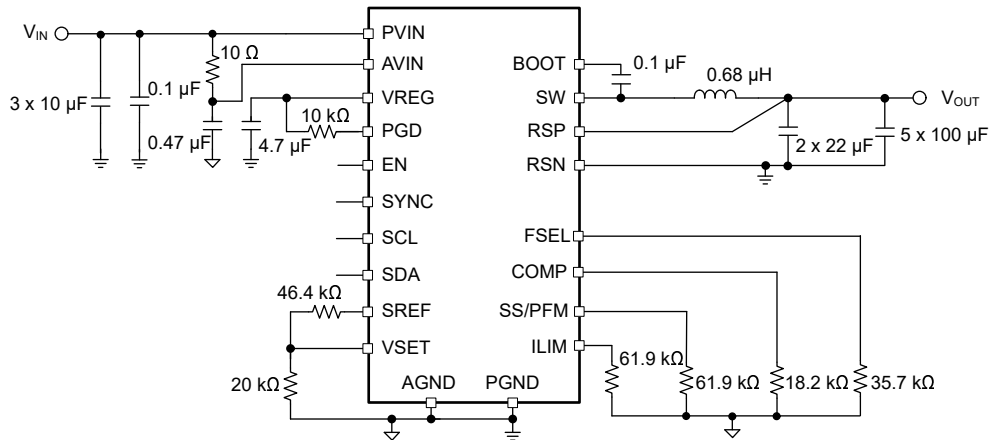 V_IN
3 x 10 µF
0.1 µF
10 Ω
0.47 µF
4.7 µF
10 kΩ
46.4 kΩ
20 kΩ
PVIN
AVIN
VREG
PGD
EN
SYNC
SCL
SDA
SREF
VSET
AGND
PGND
BOOT
SW
RSP
RSN
FSEL
COMP
SS/PFM
ILIM
0.1 µF
0.68 µH
V_OUT
2 x 22 µF
5 x 100 µF
61.9 kΩ
61.9 kΩ
18.2 kΩ
35.7 kΩ